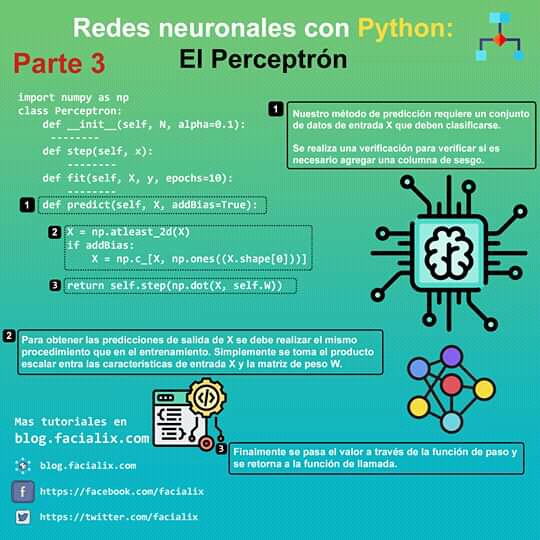 Redes neuronales con Python:
Parte 3
El Perceptrón
import numpy as np
class Perceptron:
def __init__(self, N, alpha=0.1):
--------
def step(self, x):
--------
def fit(self, X, y, epochs=10):
--------
1 def predict(self, X, addBias=True):
2 X = np.atleast_2d(X)
if addBias:
X = np.c_[X, np.ones((X.shape[0]))]
3 return self.step(np.dot(X, self.W))
1 Nuestro método de predicción requiere un conjunto
de datos de entrada X que deben clasificarse.
Se realiza una verificación para verificar si es
necesario agregar una columna de sesgo.
2 Para obtener las predicciones de salida de X se debe realizar el mismo
procedimiento que en el entrenamiento. Simplemente se toma el producto
escalar entra las características de entrada X y la matriz de peso W.
3 Finalmente se pasa el valor a través de la función de paso y
se retorna a la función de llamada.
Mas tutoriales en
blog.facialix.com
blog.facialix.com
f https://facebook.com/facialix
https://twitter.com/facialix